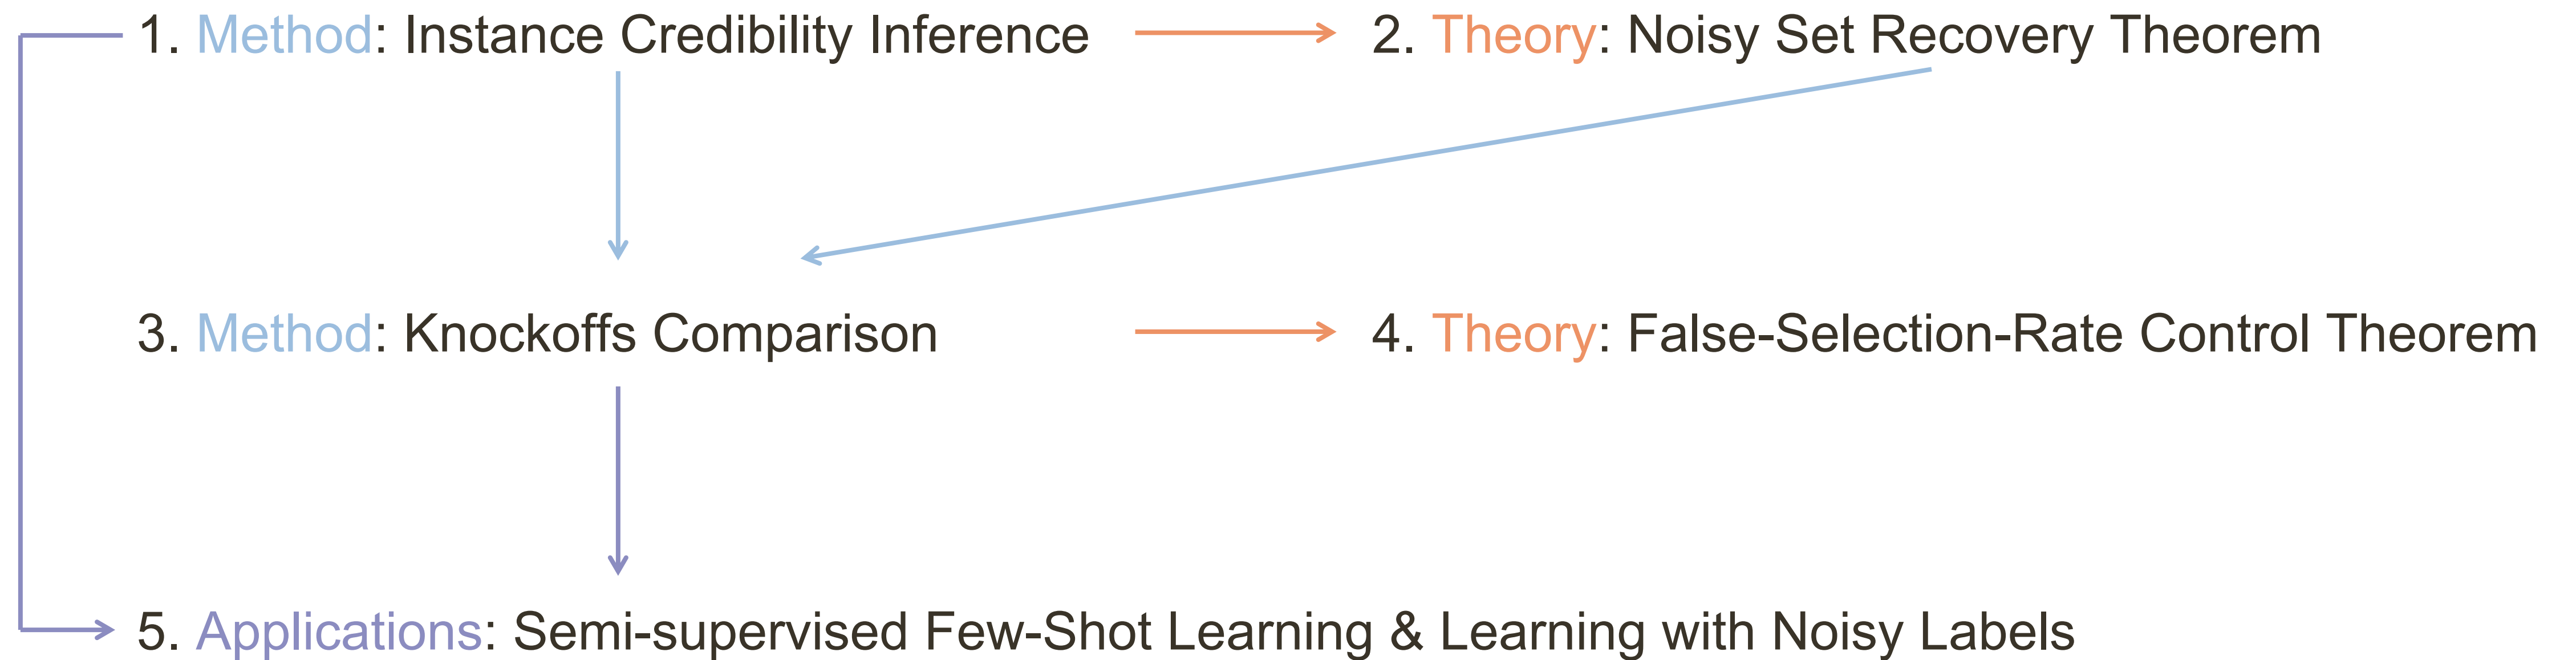 1. Method: Instance Credibility Inference
2. Theory: Noisy Set Recovery Theorem
3. Method: Knockoffs Comparison
4. Theory: False-Selection-Rate Control Theorem
5. Applications: Semi-supervised Few-Shot Learning & Learning with Noisy Labels